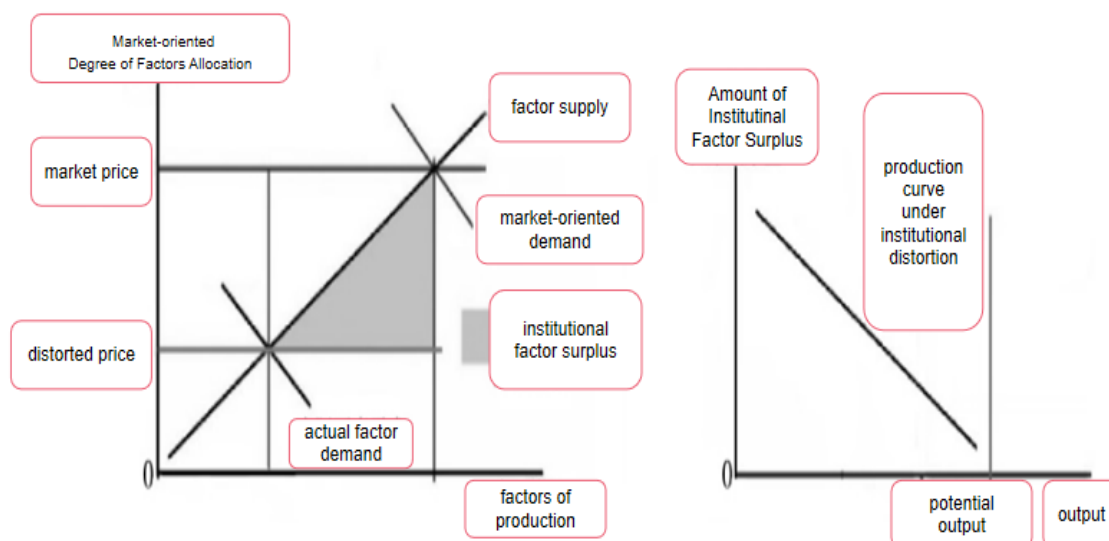 Market-oriented
Degree of Factors Allocation
factor supply
market price
market-oriented
demand
distorted price
institutional
factor surplus
actual factor
demand
0
factors of
production
Amount of
Institutinal
Factor Surplus
production
curve
under
institutional
distortion
0
potential
output
output